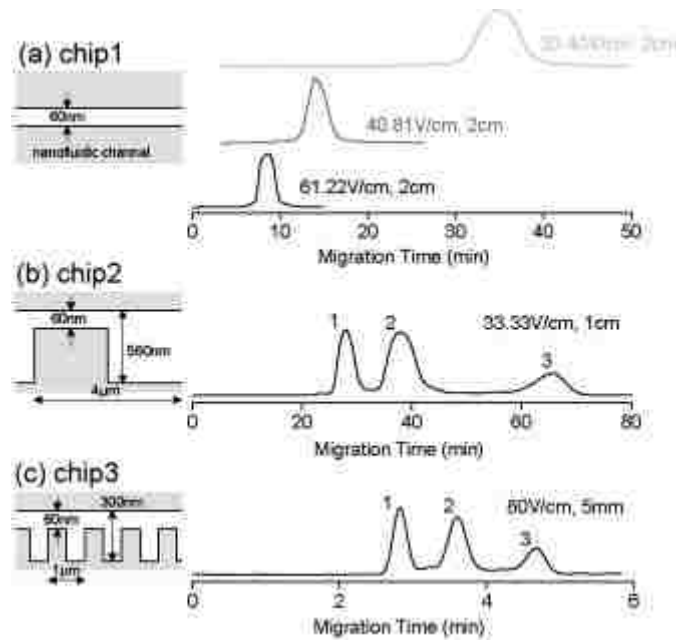 (a) chip1
60nm
nanofluidic channel
40.81V/cm, 2cm
61.22V/cm, 2cm
0 10 20 30 40 50
Migration Time (min)
(b) chip2
60nm
560nm
4μm
1 2 3
33.33V/cm, 1cm
0 20 40 60 80
Migration Time (min)
(c) chip3
300nm
60nm
1μm
1 2 3
50V/cm, 5mm
0 2 4 6
Migration Time (min)